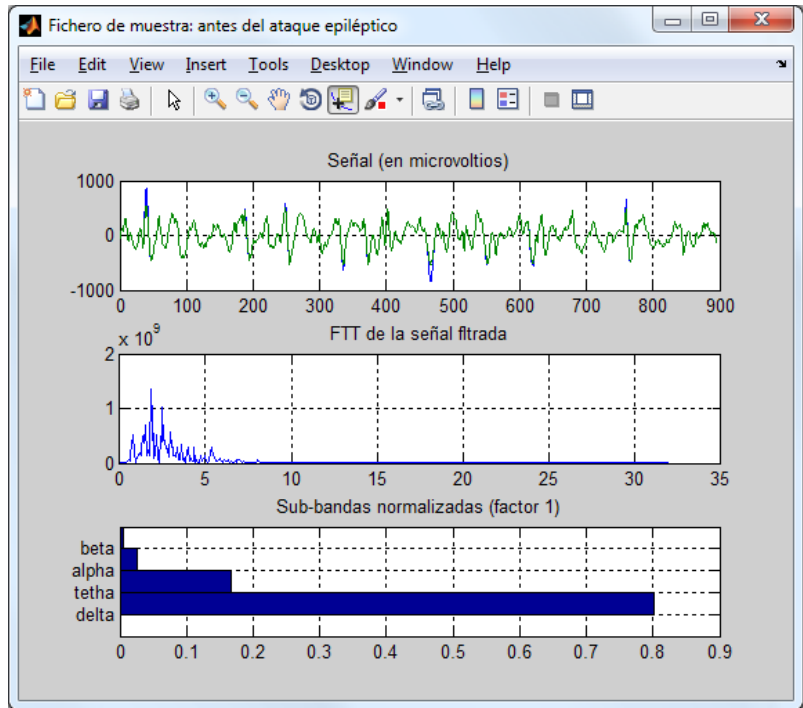 Fichero de muestra: antes del ataque epiléptico
File Edit View Insert Tools Desktop Window Help
Señal (en microvoltios)
1000
0
-1000
0 100 200 300 400 500 600 700 800 900
FTT de la señal fltrada
x 10^9
2
1
0
0 5 10 15 20 25 30 35
Sub-bandas normalizadas (factor 1)
beta
alpha
tetha
delta
0 0.1 0.2 0.3 0.4 0.5 0.6 0.7 0.8 0.9